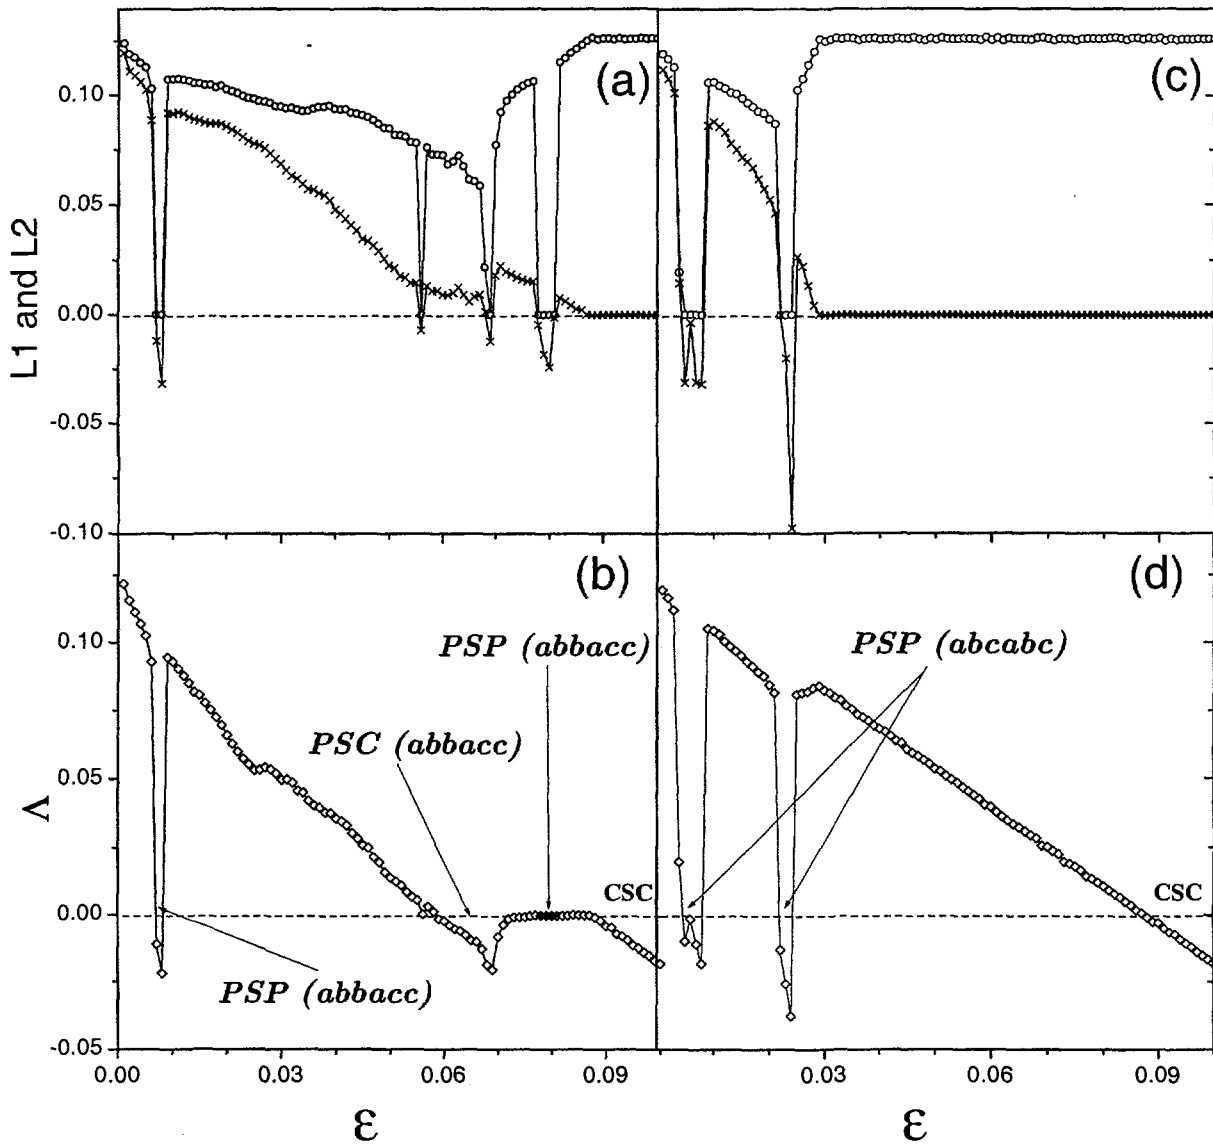 (a)
(c)
0.10
0.05
0.00
-0.05
-0.10
L1 and L2
(b)
(d)
0.10
0.05
0.00
-0.05
Λ
PSP (abbacc)
PSC (abbacc)
CSC
PSP (abbacc)
PSP (abcabc)
CSC
0.00
0.03
0.06
0.09
0.03
0.06
0.09
ε
ε